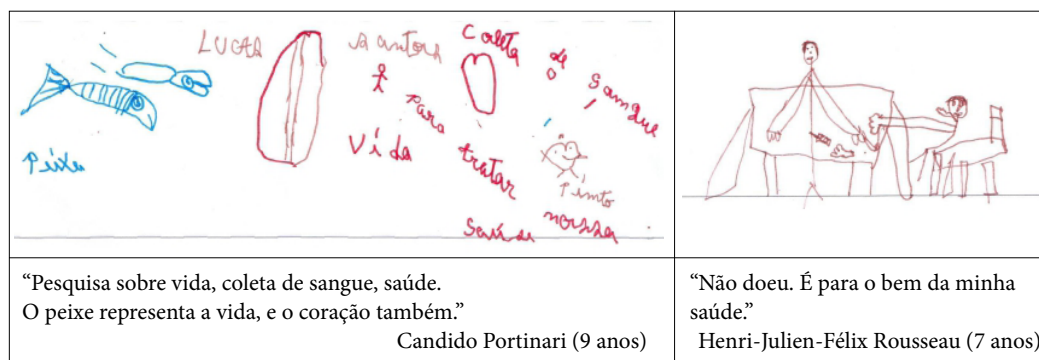 LUCAS
A cantora
Coleta de Sangue
Para
Vida
tratar
Peixe
Pinto
nossa
Saúde
“Pesquisa sobre vida, coleta de sangue, saúde.
O peixe representa a vida, e o coração também.”
Candido Portinari (9 anos)
“Não doeu. É para o bem da minha
saúde.”
Henri-Julien-Félix Rousseau (7 anos)